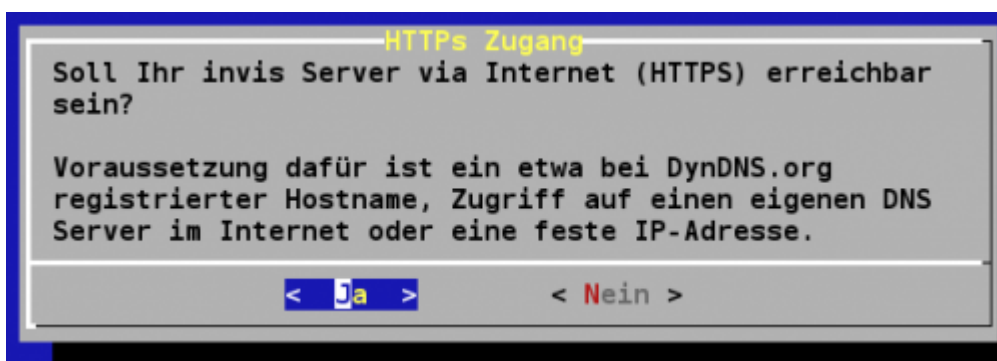 HTTPs Zugang
Soll Ihr invis Server via Internet (HTTPS) erreichbar
sein?
Voraussetzung dafür ist ein etwa bei DynDNS.org
registrierter Hostname, Zugriff auf einen eigenen DNS
Server im Internet oder eine feste IP-Adresse.
< Ja > < Nein >